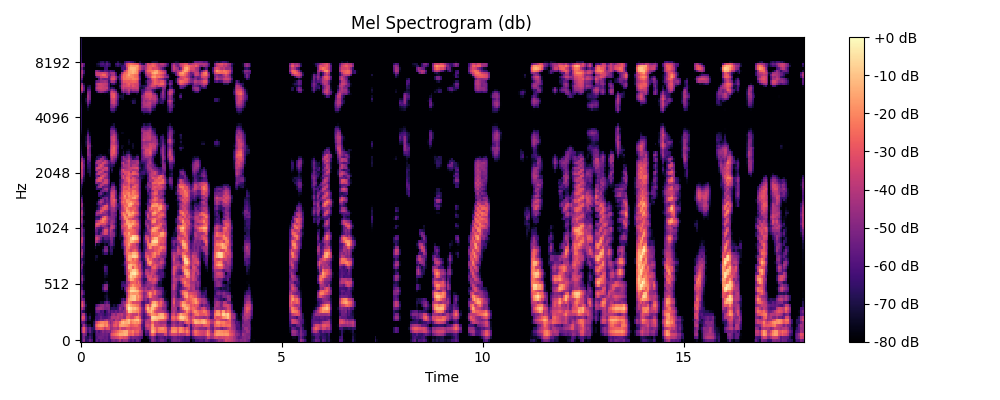 Mel Spectrogram (db)
8192
4096
2048
1024
512
0
Hz
0 5 10 15
Time
+0 dB
-10 dB
-20 dB
-30 dB
-40 dB
-50 dB
-60 dB
-70 dB
-80 dB